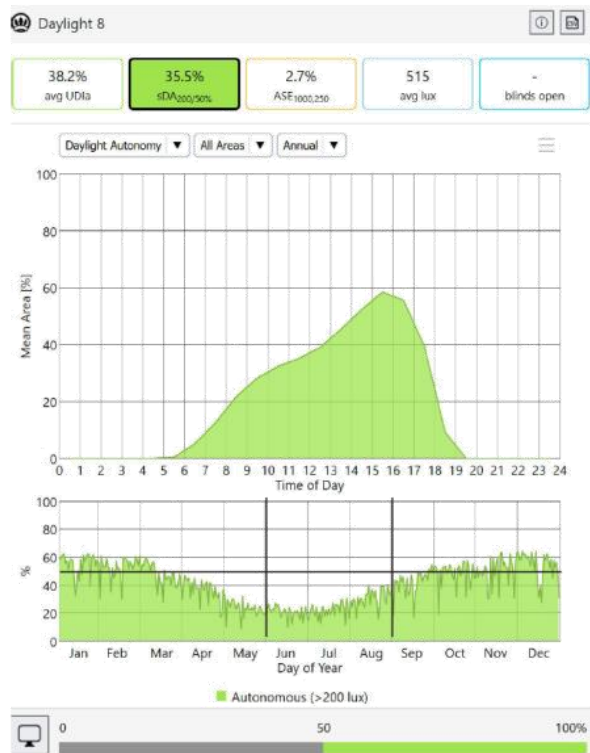 Daylight 8
CSV
38.2% 35.5% 2.7% 515 -
avg UDIa sDA200/50% ASE1000,250 avg lux blinds open
Daylight Autonomy ▼ All Areas ▼ Annual ▼
100
80
60
40
20
0
Mean Area [%]
0 1 2 3 4 5 6 7 8 9 10 11 12 13 14 15 16 17 18 19 20 21 22 23 24
Time of Day
100
80
60
40
20
0
%
Jan Feb Mar Apr May Jun Jul Aug Sep Oct Nov Dec
Day of Year
Autonomous (>200 lux)
0 50 100%